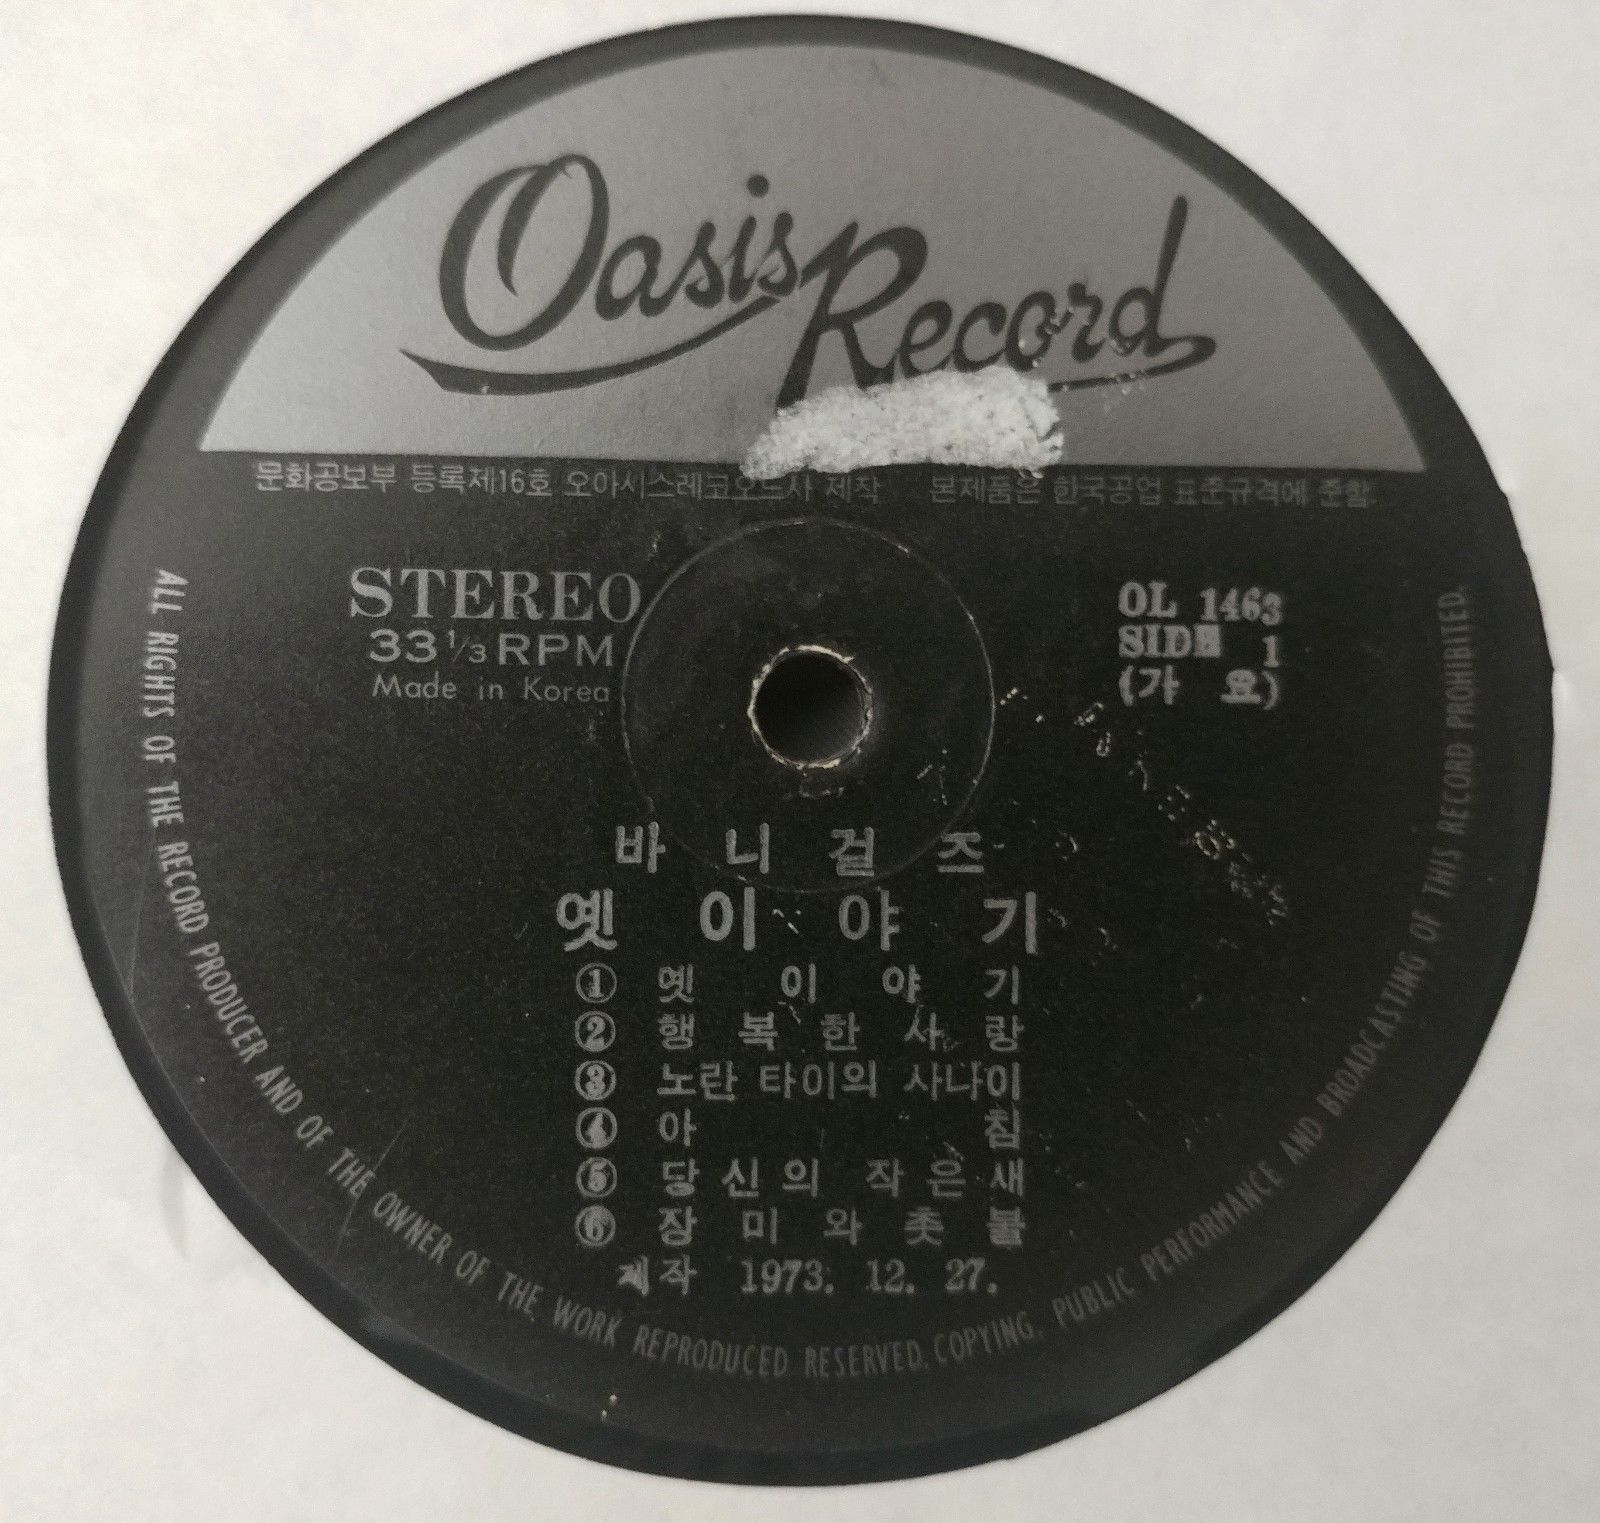 Oasis Record
문화공보부 등록제16호 오아시스레코오드사 제작 본제품은 한국공업 표준규격에 준함.
STEREO
33 1/3 RPM
Made in Korea
OL 1463
SIDE 1
(가 요)
바 니 걸 즈
옛 이 야 기
① 옛 이 야 기
② 행 복 한 사 랑
③ 노란 타이의 사나이
④ 아 침
⑤ 당 신 의 작 은 새
⑥ 장 미 와 촛 불
제작 1973. 12. 27.
ALL RIGHTS OF THE RECORD PRODUCER AND OF THE OWNER OF THE WORK REPRODUCED RESERVED. COPYING, PUBLIC PERFORMANCE AND BROADCASTING OF THIS RECORD PROHIBITED.